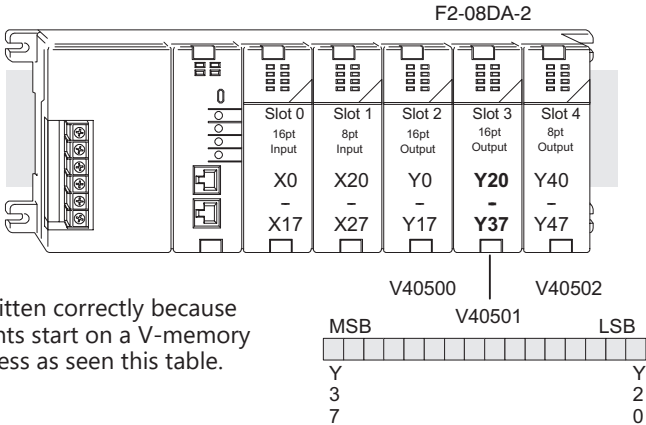 F2-08DA-2
Slot 0
Slot 1
Slot 2
Slot 3
Slot 4
16pt
Input
8pt
Input
16pt
Output
16pt
Output
8pt
Output
X0
X20
Y0
Y20
Y40
–
–
–
-
–
X17
X27
Y17
Y37
Y47
V40500
V40501
V40502
itten correctly because
nts start on a V-memory
ess as seen this table.
MSB
LSB
Y
3
7
Y
2
0